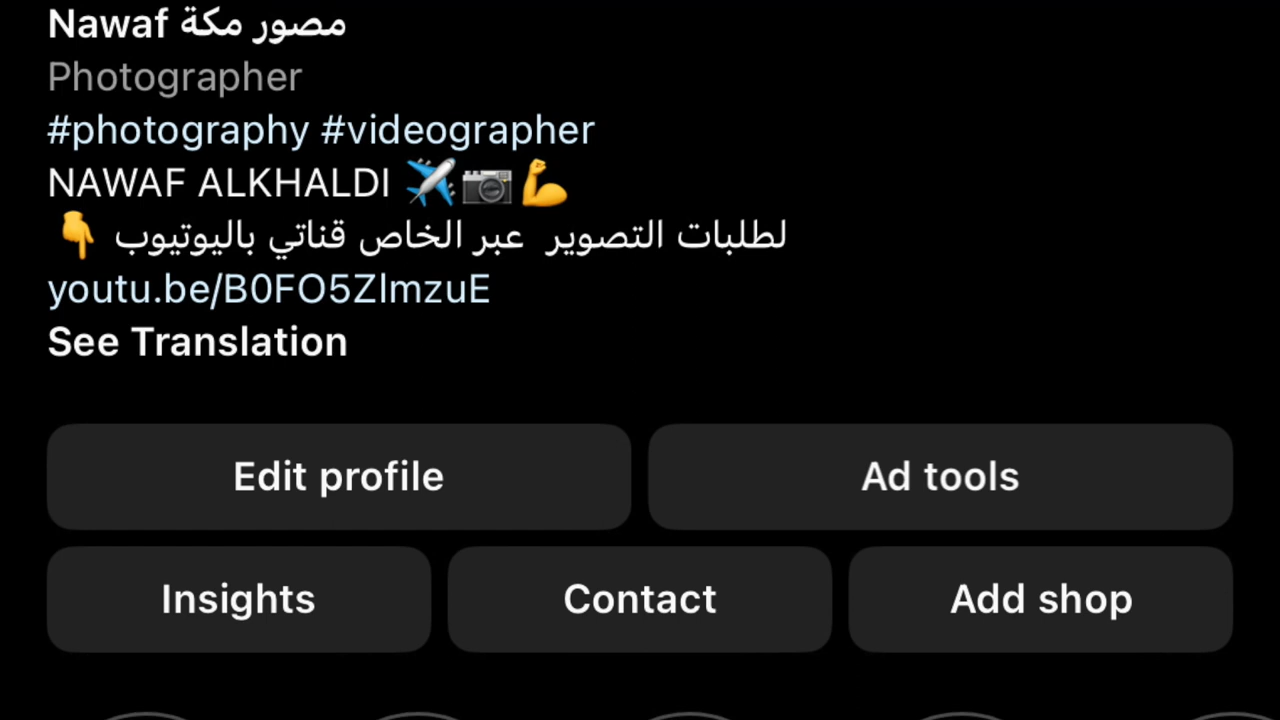 Nawaf مصور مكة
Photographer
#photography #videographer
NAWAF ALKHALDI ✈️📷💪
لطلبات التصوير  عبر الخاص قناتي باليوتيوب 👇
youtu.be/B0FO5ZlmzuE
See Translation
Edit profile
Ad tools
Insights
Contact
Add shop